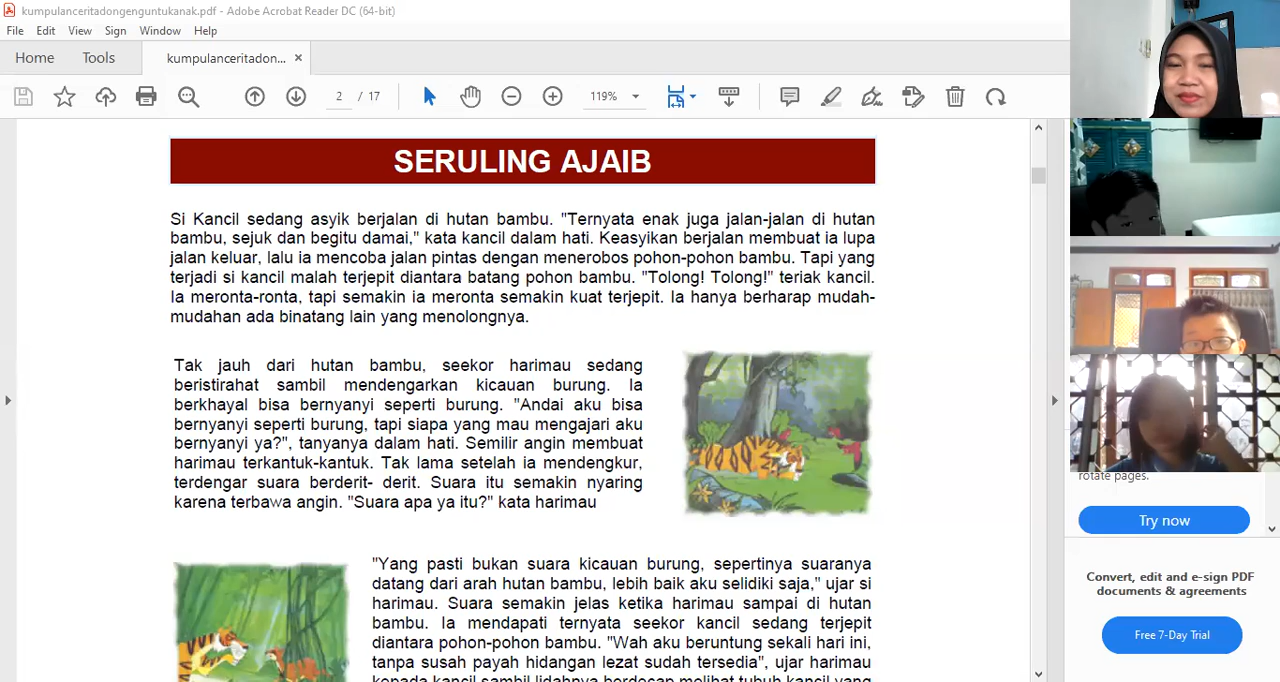 kumpulanceritadongenguntukanak.pdf - Adobe Acrobat Reader DC (64-bit)
File Edit View Sign Window Help
Home Tools kumpulanceritadon... ×
2 / 17 119%
SERULING AJAIB
Si Kancil sedang asyik berjalan di hutan bambu. "Ternyata enak juga jalan-jalan di hutan
bambu, sejuk dan begitu damai," kata kancil dalam hati. Keasyikan berjalan membuat ia lupa
jalan keluar, lalu ia mencoba jalan pintas dengan menerobos pohon-pohon bambu. Tapi yang
terjadi si kancil malah terjepit diantara batang pohon bambu. "Tolong! Tolong!" teriak kancil.
Ia meronta-ronta, tapi semakin ia meronta semakin kuat terjepit. Ia hanya berharap mudah-
mudahan ada binatang lain yang menolongnya.
Tak jauh dari hutan bambu, seekor harimau sedang
beristirahat sambil mendengarkan kicauan burung. Ia
berkhayal bisa bernyanyi seperti burung. "Andai aku bisa
bernyanyi seperti burung, tapi siapa yang mau mengajari aku
bernyanyi ya?", tanyanya dalam hati. Semilir angin membuat
harimau terkantuk-kantuk. Tak lama setelah ia mendengkur,
terdengar suara berderit- derit. Suara itu semakin nyaring
karena terbawa angin. "Suara apa ya itu?" kata harimau
"Yang pasti bukan suara kicauan burung, sepertinya suaranya
datang dari arah hutan bambu, lebih baik aku selidiki saja," ujar si
harimau. Suara semakin jelas ketika harimau sampai di hutan
bambu. Ia mendapati ternyata seekor kancil sedang terjepit
diantara pohon-pohon bambu. "Wah aku beruntung sekali hari ini,
tanpa susah payah hidangan lezat sudah tersedia", ujar harimau
kepada kancil sambil lidahnya berdecap melihat tubuh kancil yang
rotate pages.
Try now
Convert, edit and e-sign PDF
documents & agreements
Free 7-Day Trial